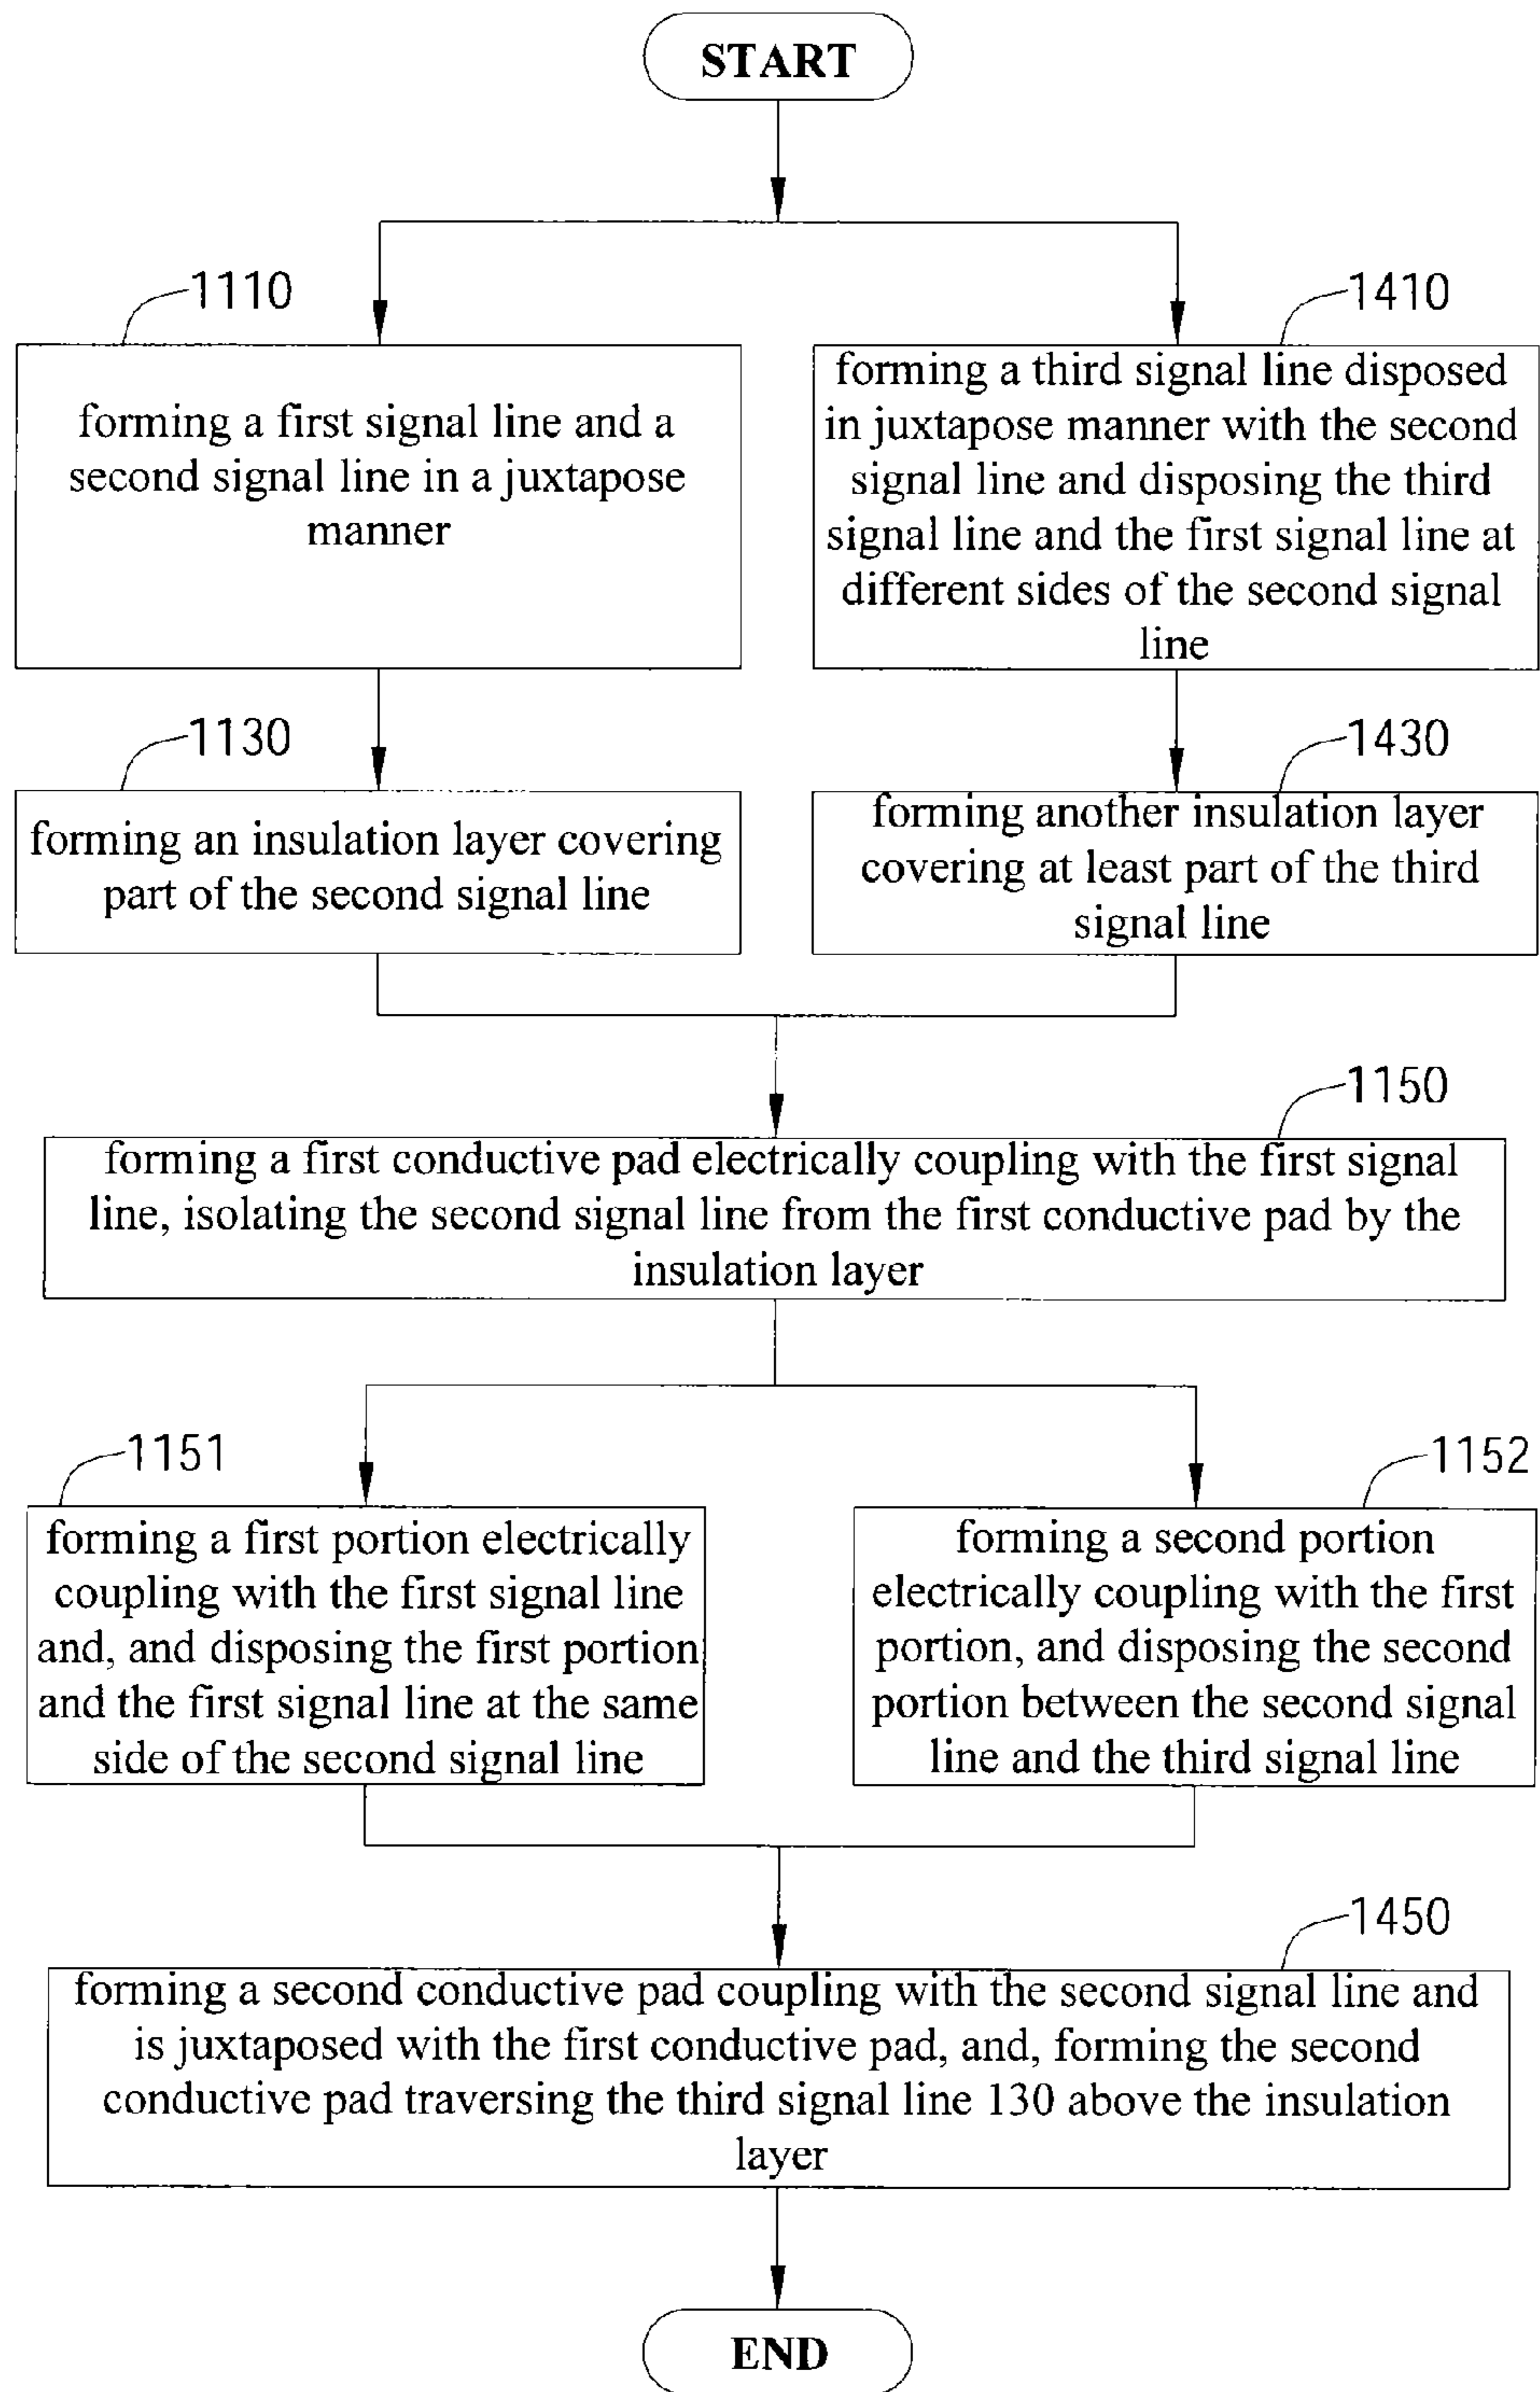 START
1110
1410
forming a first signal line and a
second signal line in a juxtapose
manner
forming a third signal line disposed
in juxtapose manner with the second
signal line and disposing the third
signal line and the first signal line at
different sides of the second signal
line
1130
1430
forming an insulation layer covering
part of the second signal line
forming another insulation layer
covering at least part of the third
signal line
1150
forming a first conductive pad electrically coupling with the first signal
line, isolating the second signal line from the first conductive pad by the
insulation layer
1151
1152
forming a first portion electrically
coupling with the first signal line
and, and disposing the first portion
and the first signal line at the same
side of the second signal line
forming a second portion
electrically coupling with the first
portion, and disposing the second
portion between the second signal
line and the third signal line
1450
forming a second conductive pad coupling with the second signal line and
is juxtaposed with the first conductive pad, and, forming the second
conductive pad traversing the third signal line 130 above the insulation
layer
END